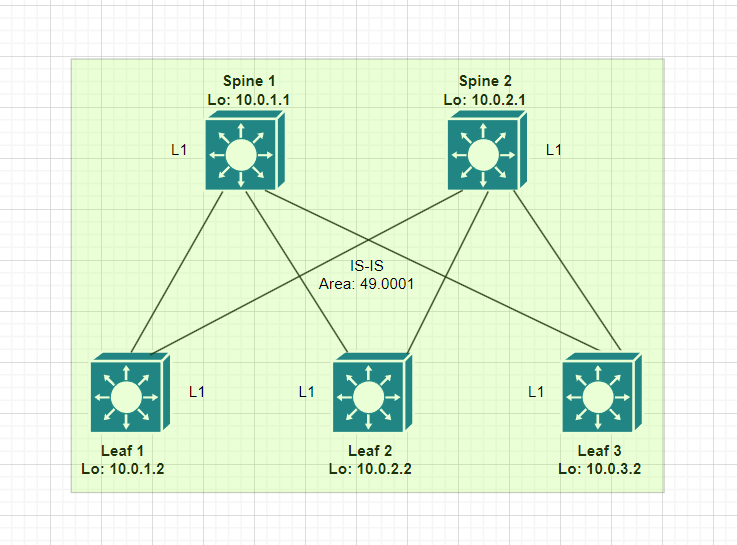 Spine 1
Lo: 10.0.1.1
Spine 2
Lo: 10.0.2.1
L1
L1
IS-IS
Area: 49.0001
L1
L1
L1
Leaf 1
Lo: 10.0.1.2
Leaf 2
Lo: 10.0.2.2
Leaf 3
Lo: 10.0.3.2